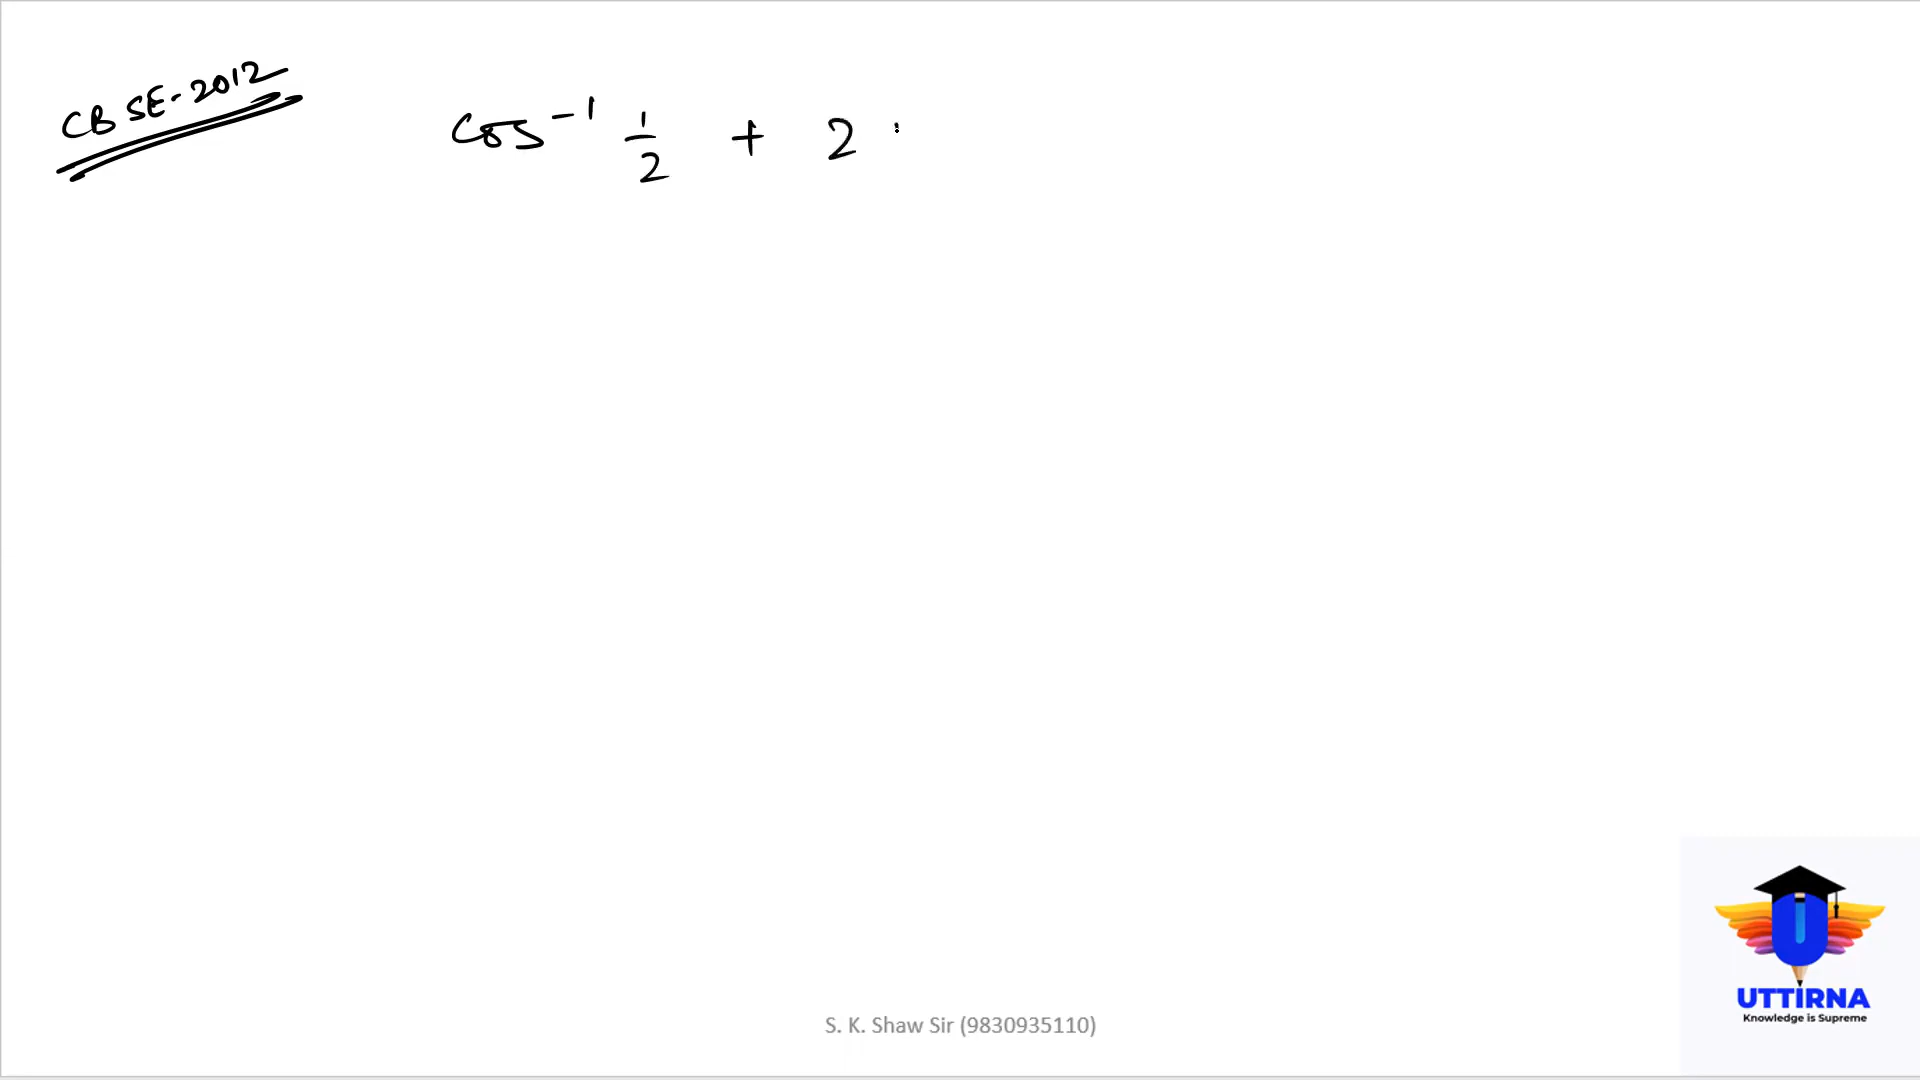 CBSE-2012
cos⁻¹ 1/2 + 2
S. K. Shaw Sir (9830935110)
UTTIRNA
Knowledge is Supreme